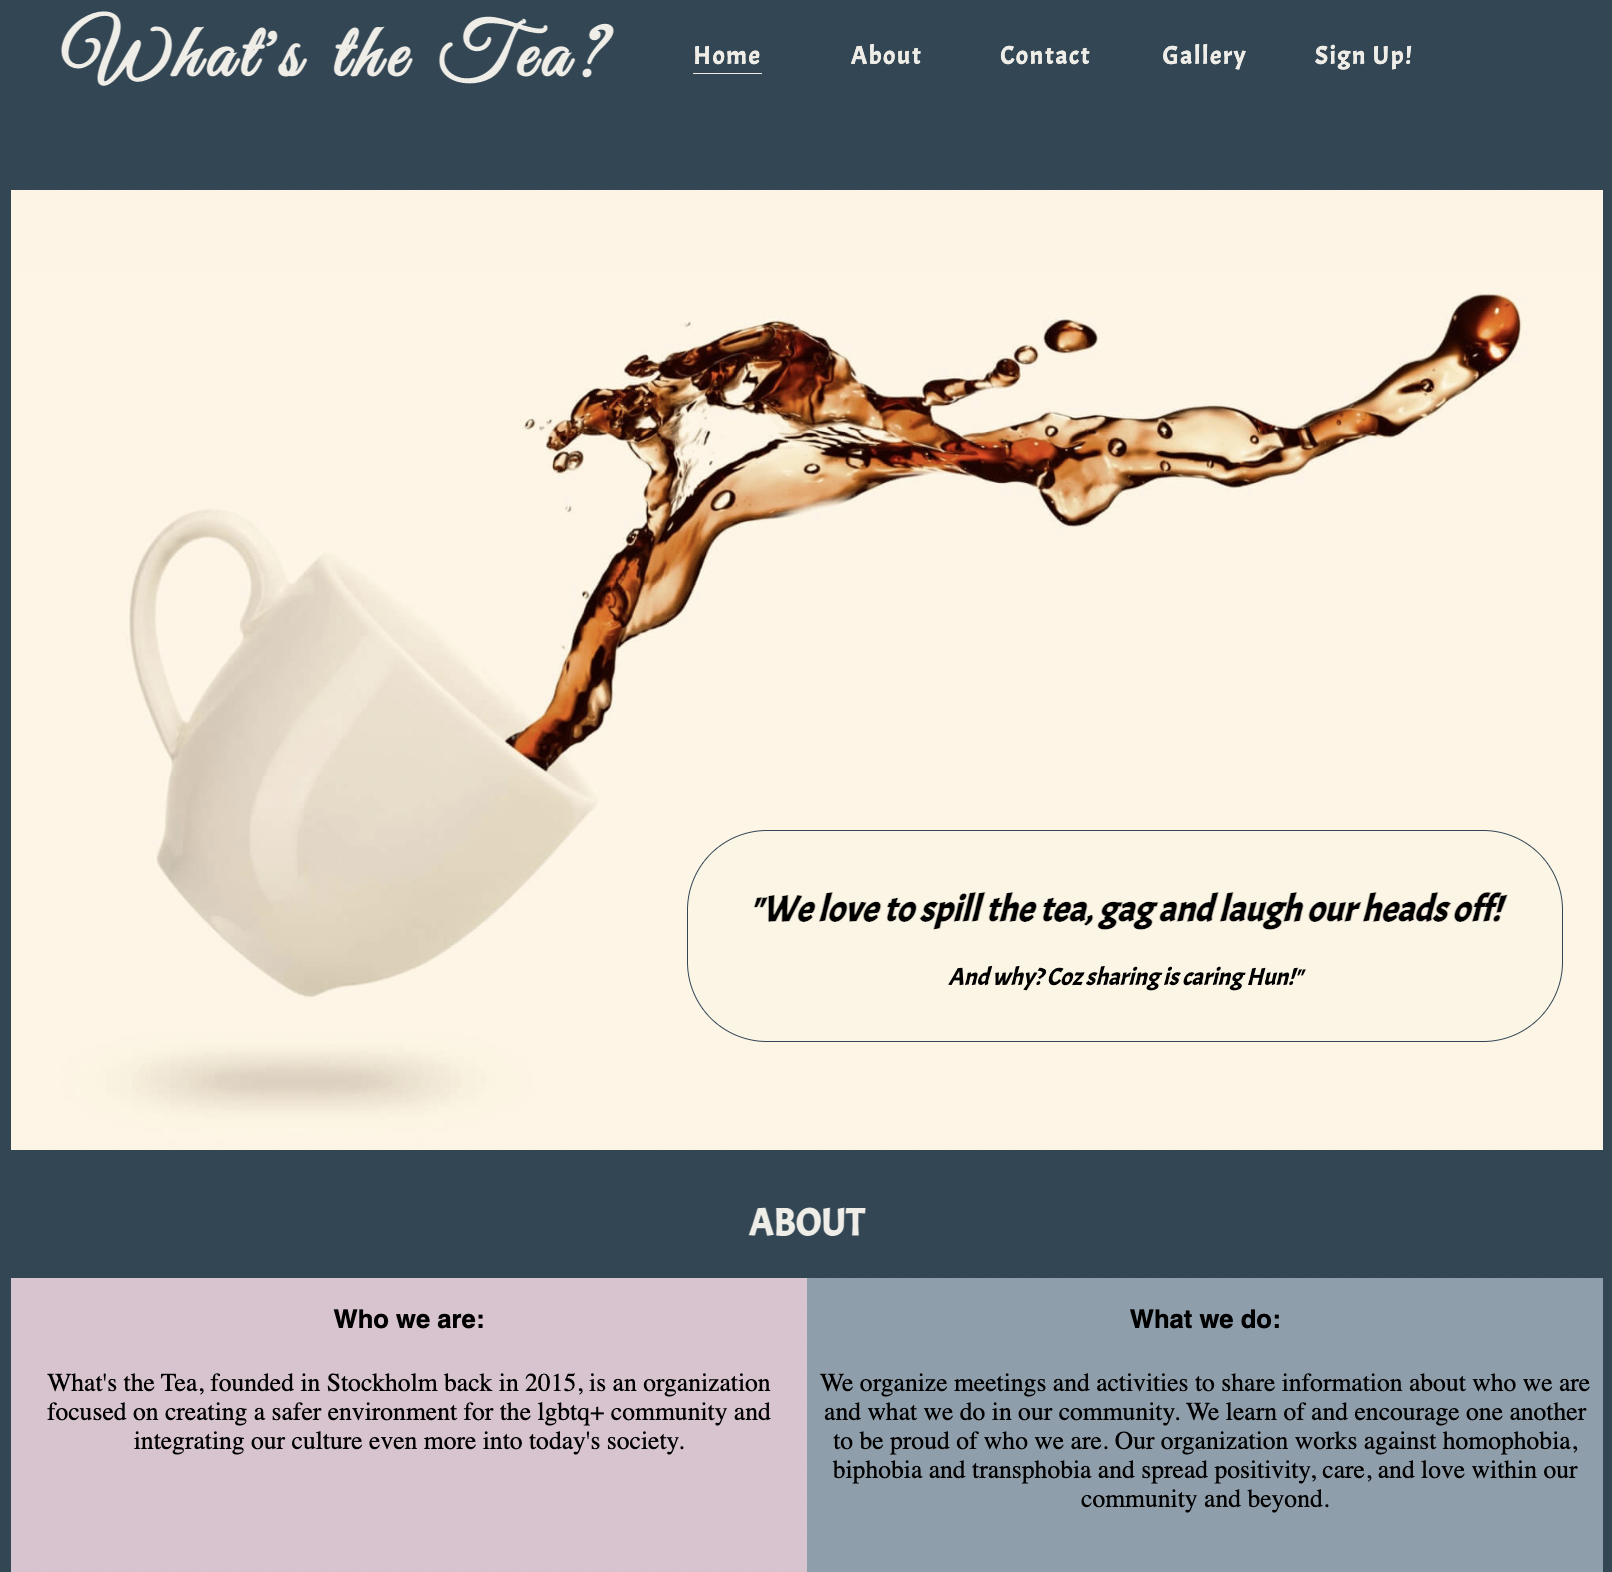 What's the Tea?
Home About Contact Gallery Sign Up!
"We love to spill the tea, gag and laugh our heads off!
And why? Coz sharing is caring Hun!"
ABOUT
Who we are:
What's the Tea, founded in Stockholm back in 2015, is an organization
focused on creating a safer environment for the lgbtq+ community and
integrating our culture even more into today's society.
What we do:
We organize meetings and activities to share information about who we are
and what we do in our community. We learn of and encourage one another
to be proud of who we are. Our organization works against homophobia,
biphobia and transphobia and spread positivity, care, and love within our
community and beyond.